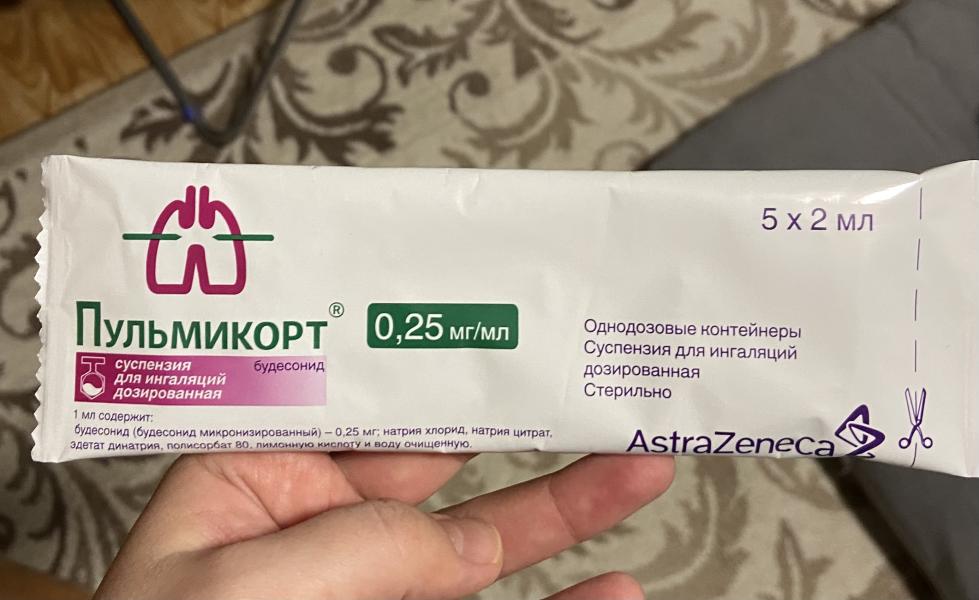 5 х 2 мл
Пульмикорт®
0,25 мг/мл
суспензия
для ингаляций
дозированная
будесонид
Однодозовые контейнеры
Суспензия для ингаляций
дозированная
Стерильно
1 мл содержит:
будесонид (будесонид микронизированный) – 0,25 мг; натрия хлорид, натрия цитрат,
эдетат динатрия, полисорбат 80, лимонную кислоту и воду очищенную.
AstraZeneca